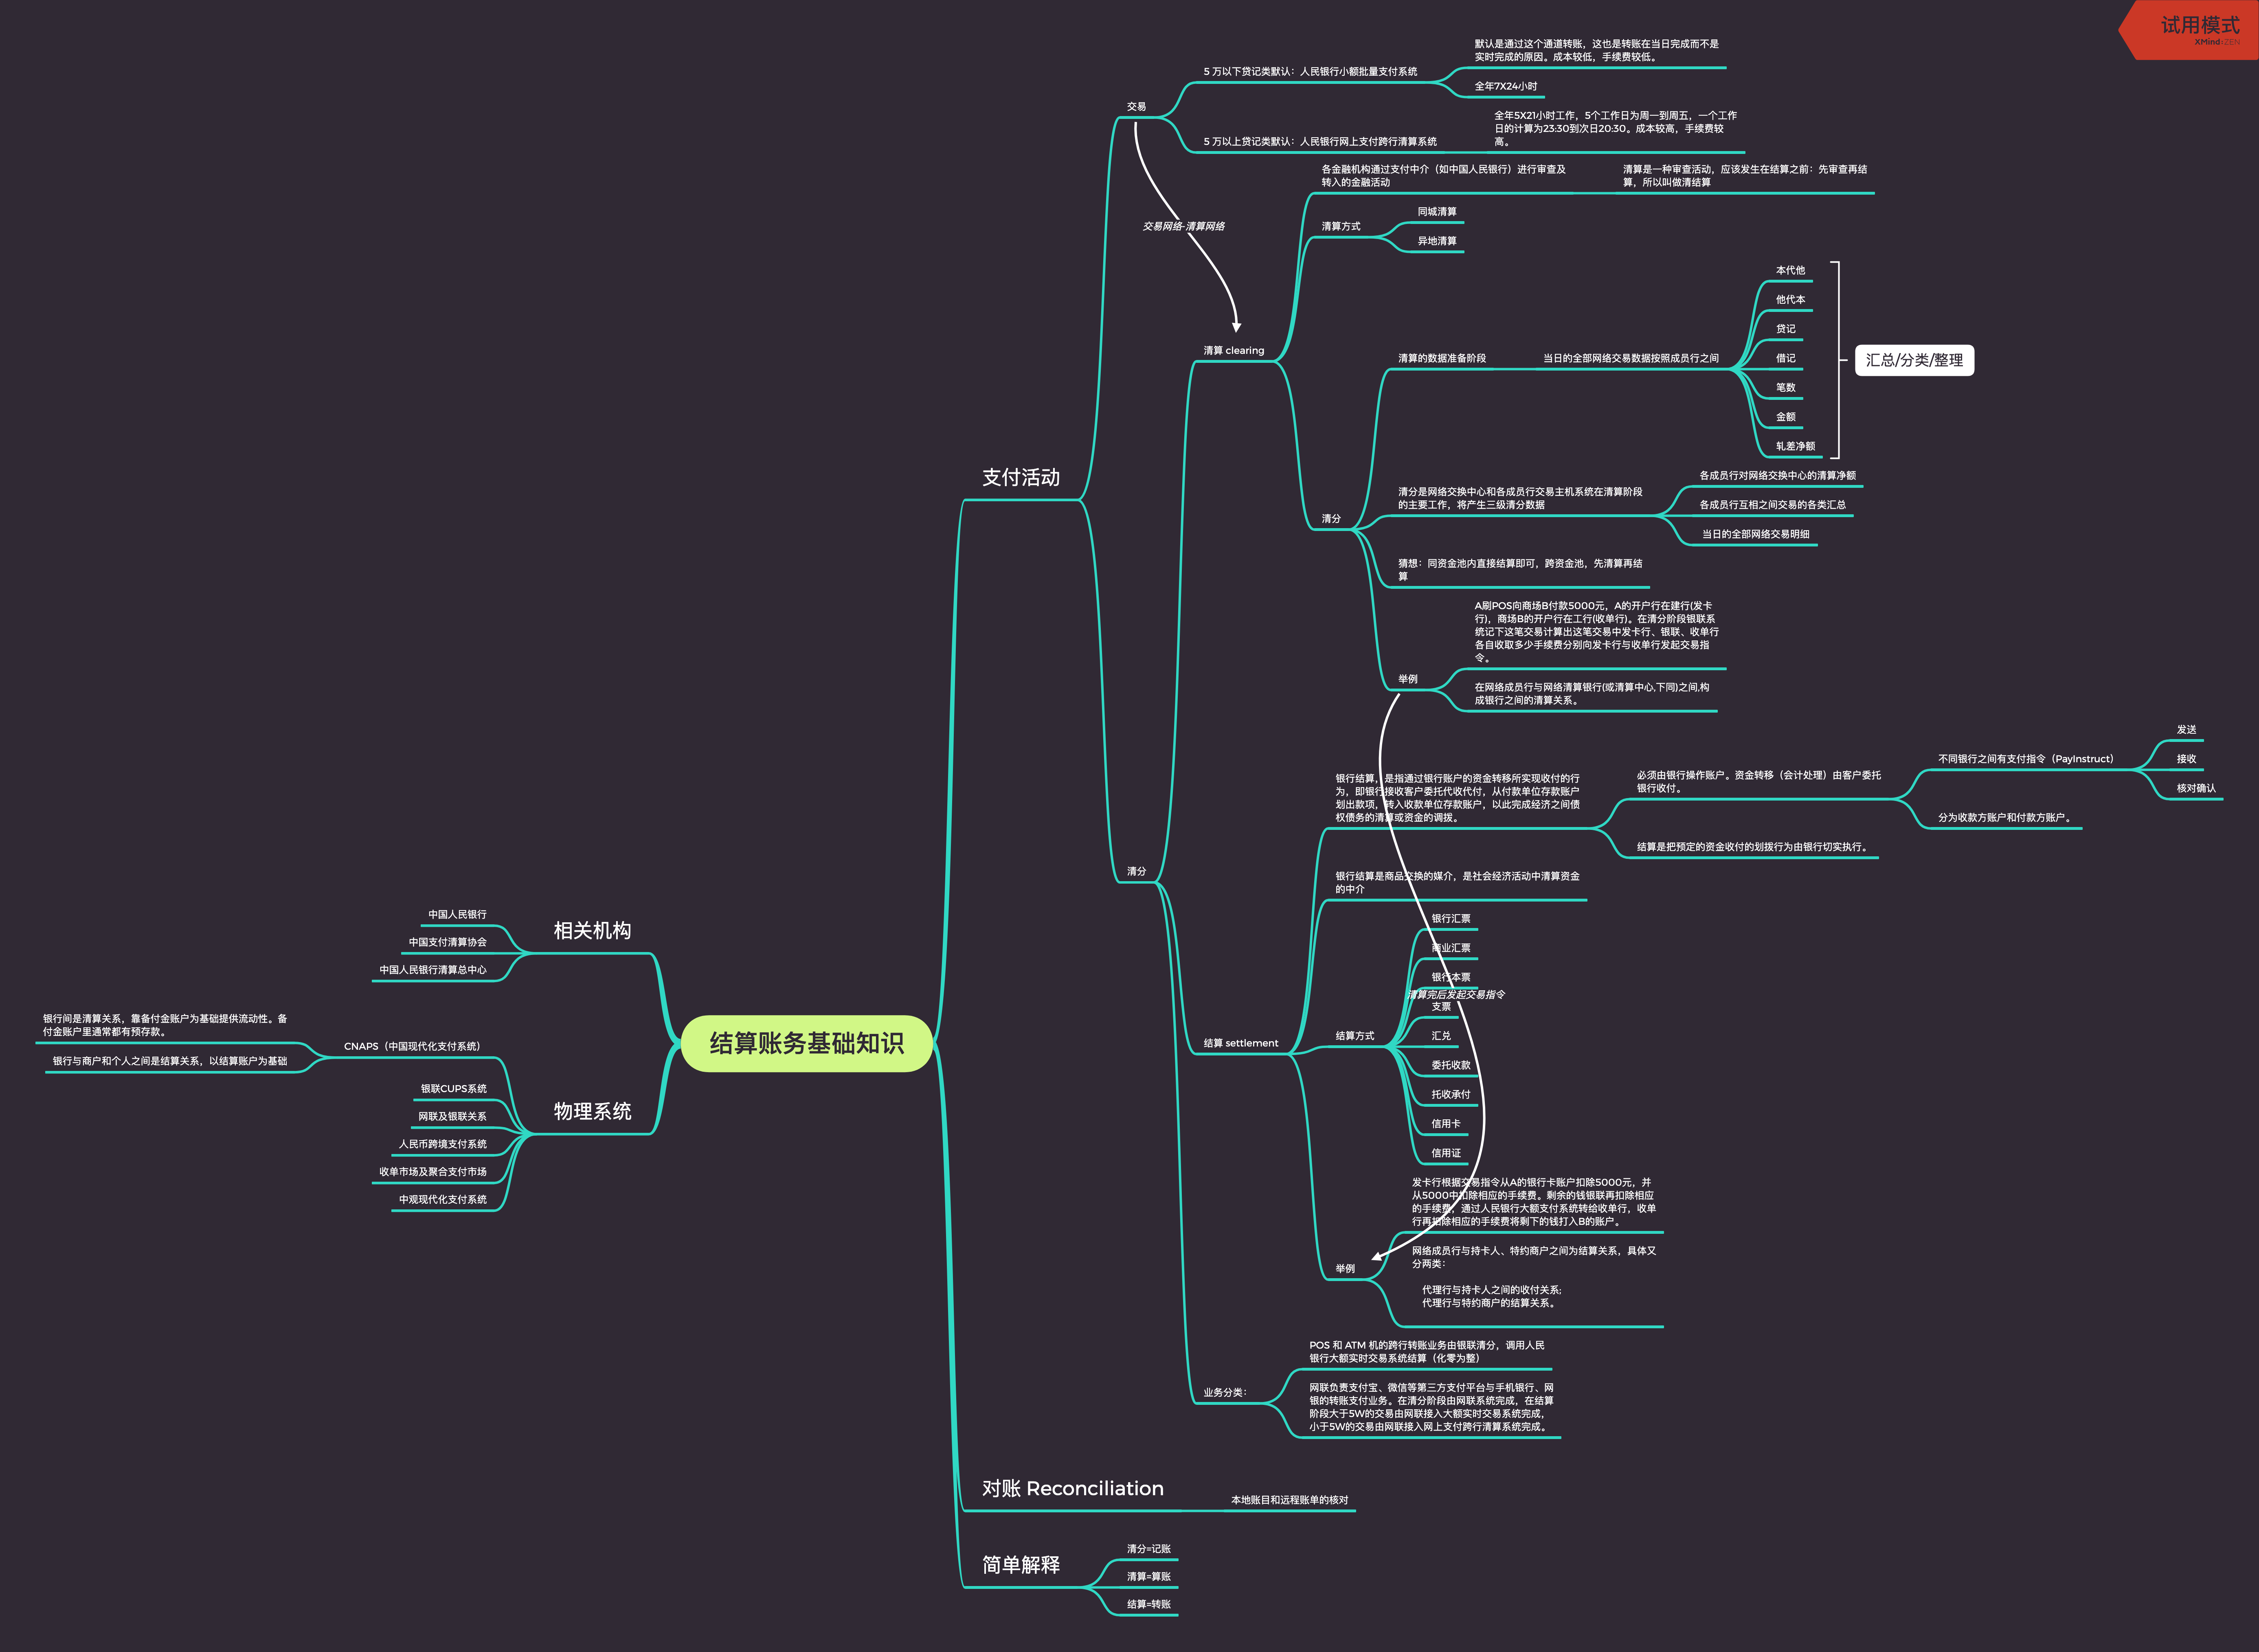 试用模式
XMind:ZEN
结算账务基础知识
支付活动
交易
5 万以下贷记类默认：人民银行小额批量支付系统
默认是通过这个通道转账，这也是转账在当日完成而不是
实时完成的原因。成本较低，手续费较低。
全年7X24小时
5 万以上贷记类默认：人民银行网上支付跨行清算系统
全年5X21小时工作，5个工作日为周一到周五，一个工作
日的计算为23:30到次日20:30。成本较高，手续费较
高。
交易网络-清算网络
清分
清算 clearing
各金融机构通过支付中介（如中国人民银行）进行审查及
转入的金融活动
清算是一种审查活动，应该发生在结算之前：先审查再结
算，所以叫做清结算
清算方式
同城清算
异地清算
清分
清算的数据准备阶段
当日的全部网络交易数据按照成员行之间
本代他
他代本
贷记
借记
笔数
金额
轧差净额
汇总/分类/整理
清分是网络交换中心和各成员行交易主机系统在清算阶段
的主要工作，将产生三级清分数据
各成员行对网络交换中心的清算净额
各成员行互相之间交易的各类汇总
当日的全部网络交易明细
猜想：同资金池内直接结算即可，跨资金池，先清算再结
算
举例
A刷POS向商场B付款5000元，A的开户行在建行(发卡
行)，商场B的开户行在工行(收单行)。在清分阶段银联系
统记下这笔交易计算出这笔交易中发卡行、银联、收单行
各自收取多少手续费分别向发卡行与收单行发起交易指
令。
在网络成员行与网络清算银行(或清算中心,下同)之间,构
成银行之间的清算关系。
结算 settlement
银行结算，是指通过银行账户的资金转移所实现收付的行
为，即银行接收客户委托代收代付，从付款单位存款账户
划出款项，转入收款单位存款账户，以此完成经济之间债
权债务的清算或资金的调拨。
必须由银行操作账户。资金转移（会计处理）由客户委托
银行收付。
不同银行之间有支付指令（PayInstruct）
发送
接收
核对确认
分为收款方账户和付款方账户。
结算是把预定的资金收付的划拨行为由银行切实执行。
银行结算是商品交换的媒介，是社会经济活动中清算资金
的中介
结算方式
银行汇票
商业汇票
银行本票
清算完后发起交易指令
支票
汇兑
委托收款
托收承付
信用卡
信用证
举例
发卡行根据交易指令从A的银行卡账户扣除5000元，并
从5000中扣除相应的手续费。剩余的钱银联再扣除相应
的手续费，通过人民银行大额支付系统转给收单行，收单
行再扣除相应的手续费将剩下的钱打入B的账户。
网络成员行与持卡人、特约商户之间为结算关系，具体又
分两类：
代理行与持卡人之间的收付关系;
代理行与特约商户的结算关系。
业务分类：
POS 和 ATM 机的跨行转账业务由银联清分，调用人民
银行大额实时交易系统结算（化零为整）
网联负责支付宝、微信等第三方支付平台与手机银行、网
银的转账支付业务。在清分阶段由网联系统完成，在结算
阶段大于5W的交易由网联接入大额实时交易系统完成，
小于5W的交易由网联接入网上支付跨行清算系统完成。
对账 Reconciliation
本地账目和远程账单的核对
简单解释
清分=记账
清算=算账
结算=转账
相关机构
中国人民银行
中国支付清算协会
中国人民银行清算总中心
物理系统
CNAPS（中国现代化支付系统）
银行间是清算关系，靠备付金账户为基础提供流动性。备
付金账户里通常都有预存款。
银行与商户和个人之间是结算关系，以结算账户为基础
银联CUPS系统
网联及银联关系
人民币跨境支付系统
收单市场及聚合支付市场
中观现代化支付系统